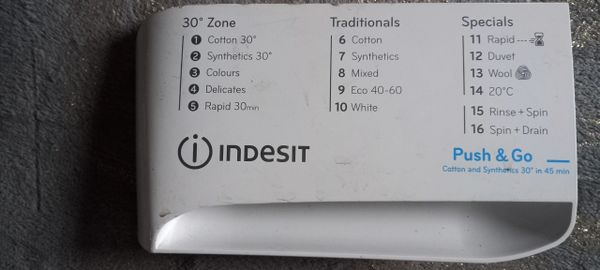 30° Zone
1 Cotton 30°
2 Synthetics 30°
3 Colours
4 Delicates
5 Rapid 30min
Traditionals
6 Cotton
7 Synthetics
8 Mixed
9 Eco 40-60
10 White
Specials
11 Rapid ---
12 Duvet
13 Wool
14 20°C
15 Rinse + Spin
16 Spin + Drain
INDESIT
Push & Go
Cotton and Synthetics 30° in 45 min